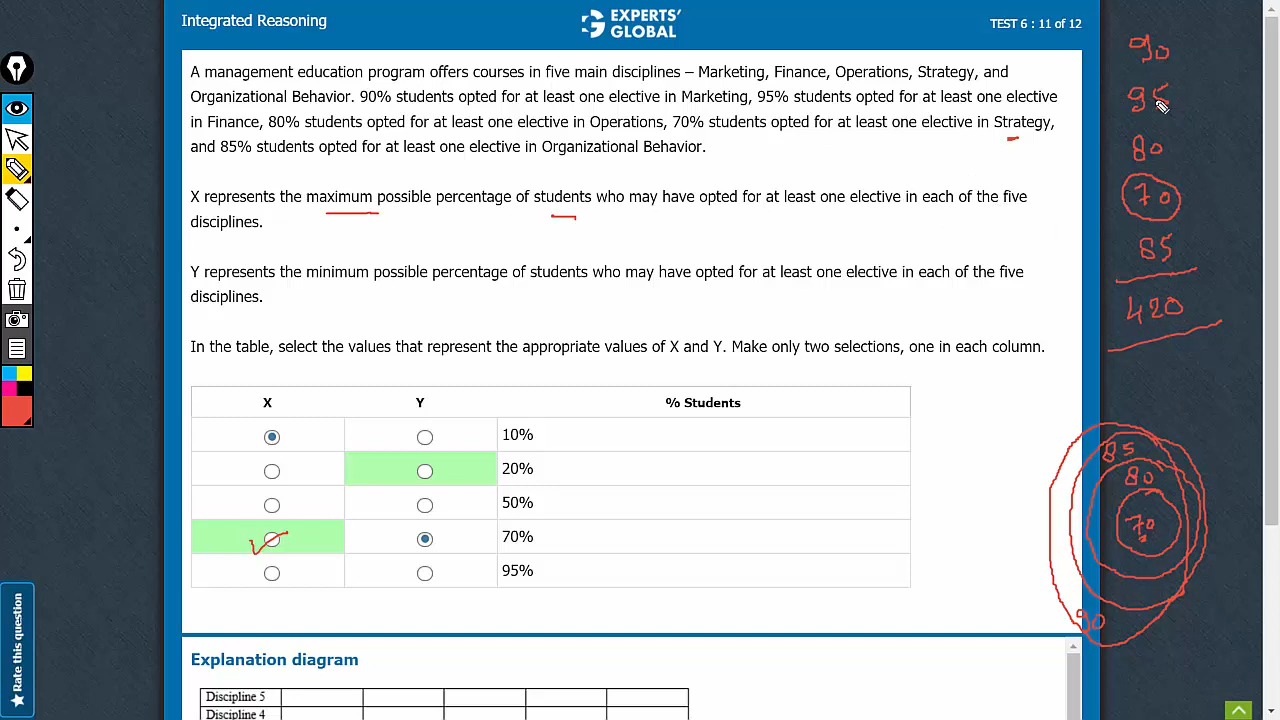 Integrated Reasoning
EXPERTS’
GLOBAL
TEST 6 : 11 of 12
A management education program offers courses in five main disciplines – Marketing, Finance, Operations, Strategy, and
Organizational Behavior. 90% students opted for at least one elective in Marketing, 95% students opted for at least one elective
in Finance, 80% students opted for at least one elective in Operations, 70% students opted for at least one elective in Strategy,
and 85% students opted for at least one elective in Organizational Behavior.
X represents the maximum possible percentage of students who may have opted for at least one elective in each of the five
disciplines.
Y represents the minimum possible percentage of students who may have opted for at least one elective in each of the five
disciplines.
In the table, select the values that represent the appropriate values of X and Y. Make only two selections, one in each column.
X Y % Students
10%
20%
50%
70%
95%
90
95
80
70
85
420
85
80
70
90
Explanation diagram
Discipline 5
Discipline 4
Rate this question